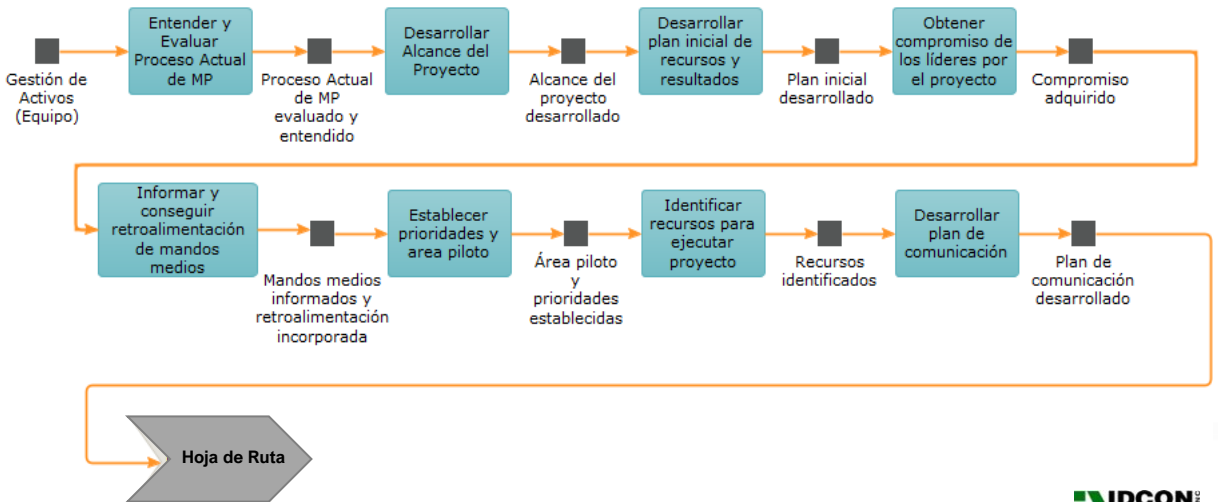 Entender y
Evaluar
Proceso Actual
de MP
Desarrollar
Alcance del
Proyecto
Desarrollar
plan inicial de
recursos y
resultados
Obtener
compromiso de
los líderes por
el proyecto
Gestión de
Activos
(Equipo)
Proceso Actual
de MP
evaluado y
entendido
Alcance del
proyecto
desarrollado
Plan inicial
desarrollado
Compromiso
adquirido
Informar y
conseguir
retroalimentación
de mandos
medios
Establecer
prioridades y
area piloto
Identificar
recursos para
ejecutar
proyecto
Desarrollar
plan de
comunicación
Mandos medios
informados y
retroalimentación
incorporada
Área piloto
y
prioridades
establecidas
Recursos
identificados
Plan de
comunicación
desarrollado
Hoja de Ruta
IDCON INC